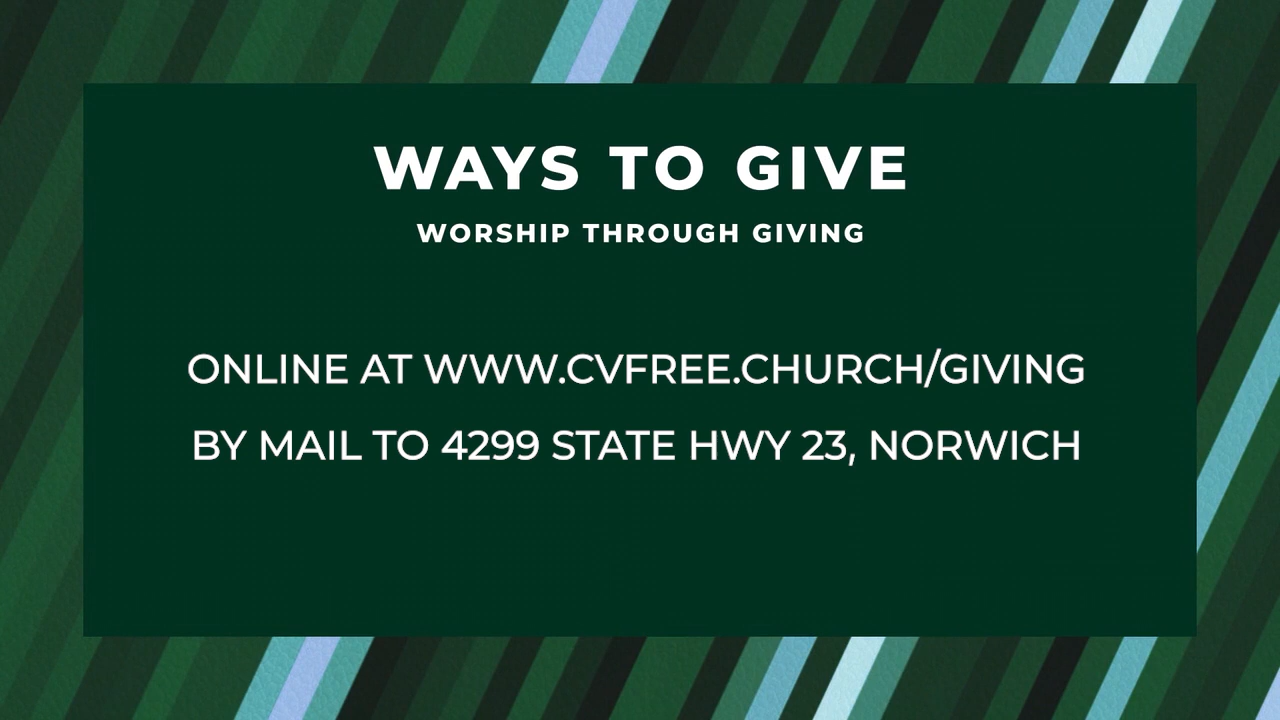 WAYS TO GIVE
WORSHIP THROUGH GIVING
ONLINE AT WWW.CVFREE.CHURCH/GIVING
BY MAIL TO 4299 STATE HWY 23, NORWICH